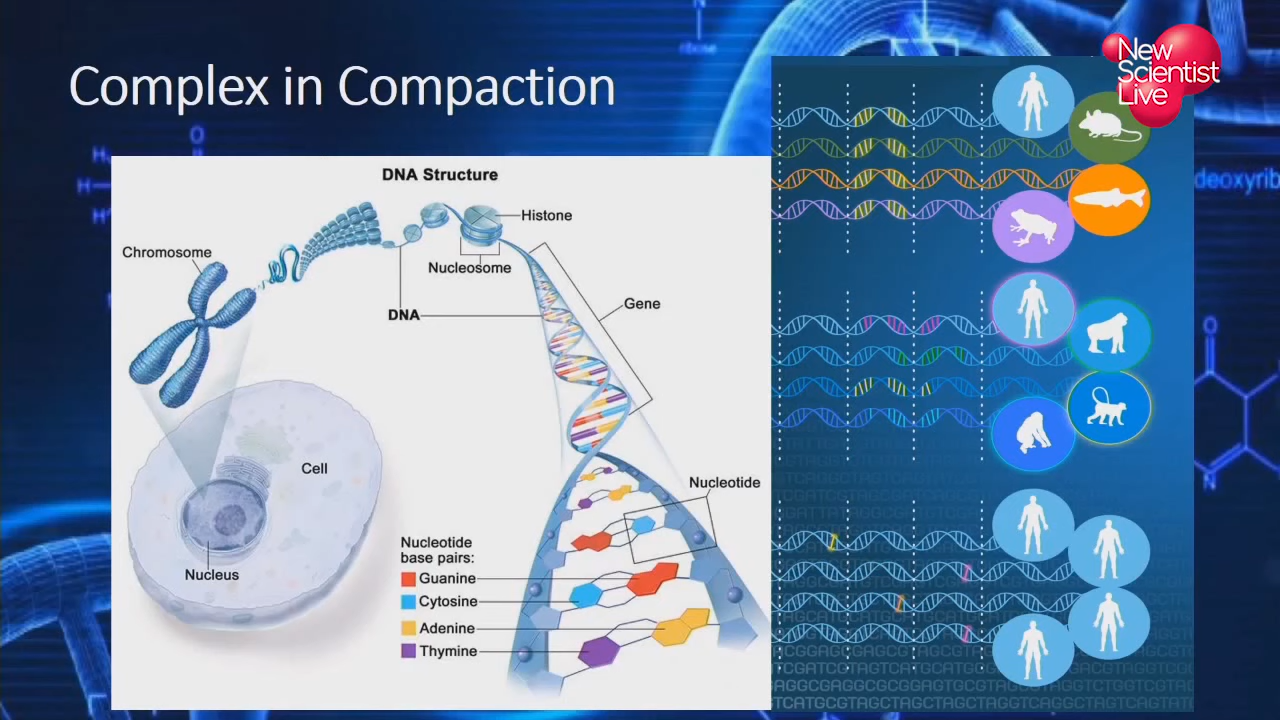 Complex in Compaction
New
Scientist
Live
DNA Structure
Histone
Chromosome
Nucleosome
Gene
DNA
Cell
Nucleotide
Nucleus
Nucleotide
base pairs:
Guanine
Cytosine
Adenine
Thymine
ribose
deoxyrib
O
H
H
H
O
N
N